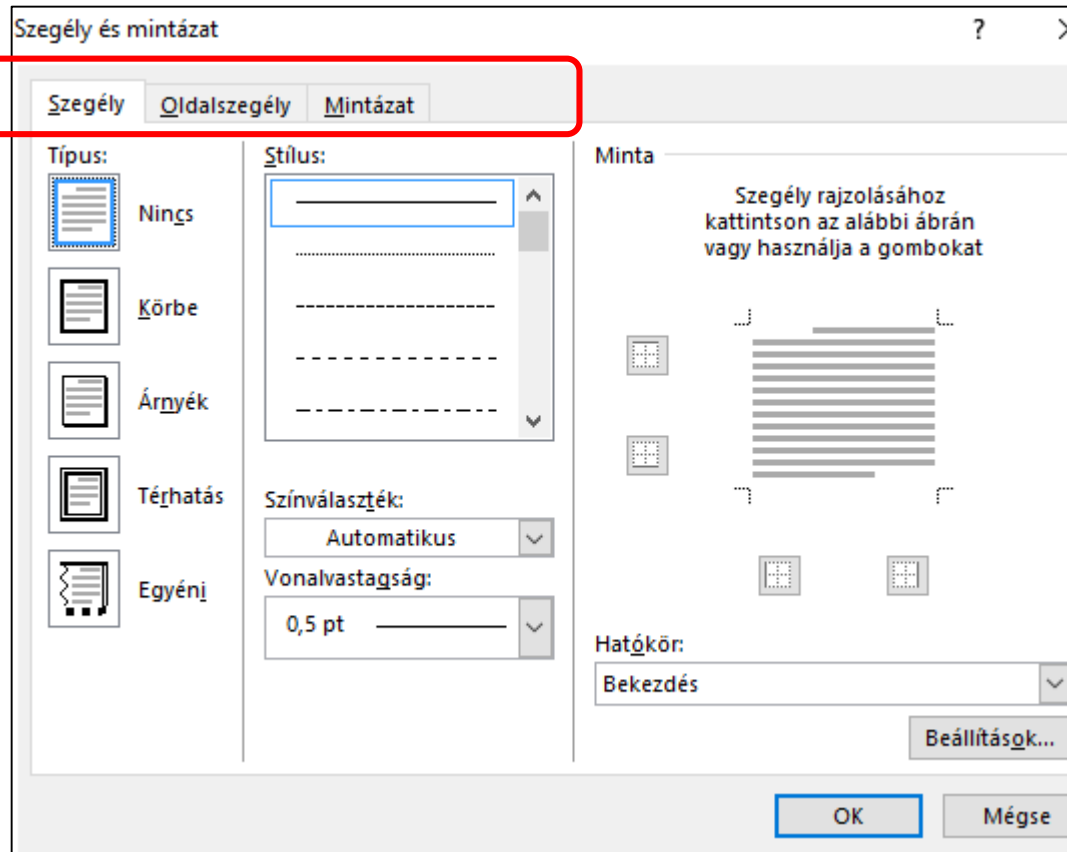 Szegély és mintázat
?
Szegély Oldalszegély Mintázat
Típus:
Nincs
Körbe
Árnyék
Térhatás
Egyéni
Stílus:
Színválaszték:
Automatikus
Vonalvastagság:
0,5 pt
Minta
Szegély rajzolásához
kattintson az alábbi ábrán
vagy használja a gombokat
Hatókör:
Bekezdés
Beállítások...
OK Mégse